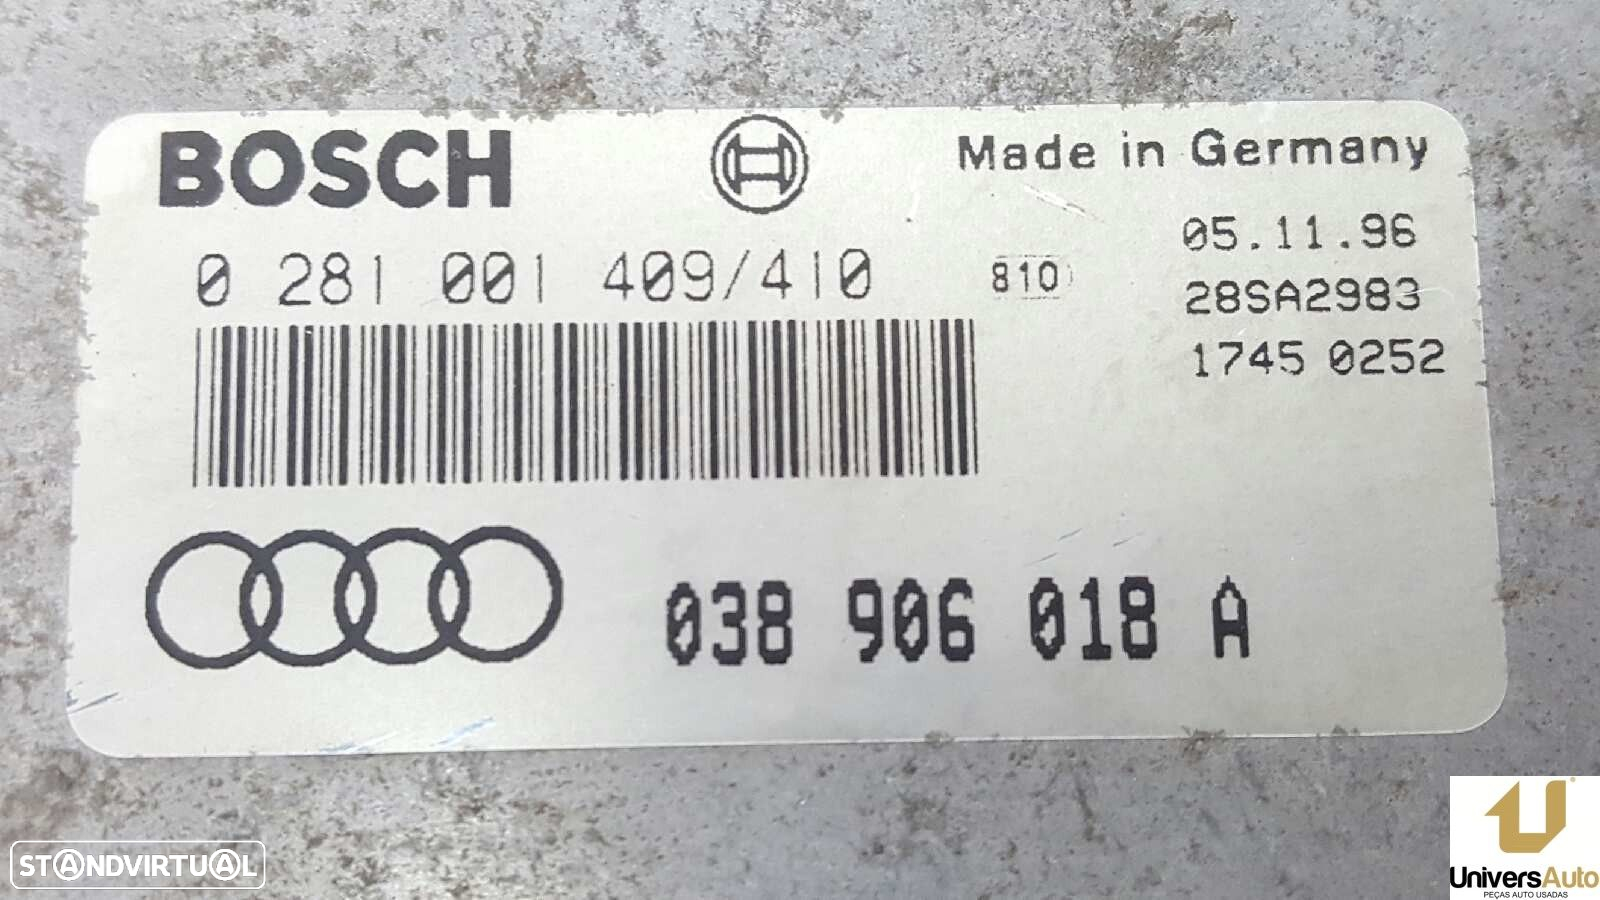 BOSCH
Made in Germany
05.11.96
0 281 001 409/410
810
28SA2983
1745 0252
038 906 018 A
STANDVIRTUAL
UniversAuto
PEÇAS AUTO USADAS